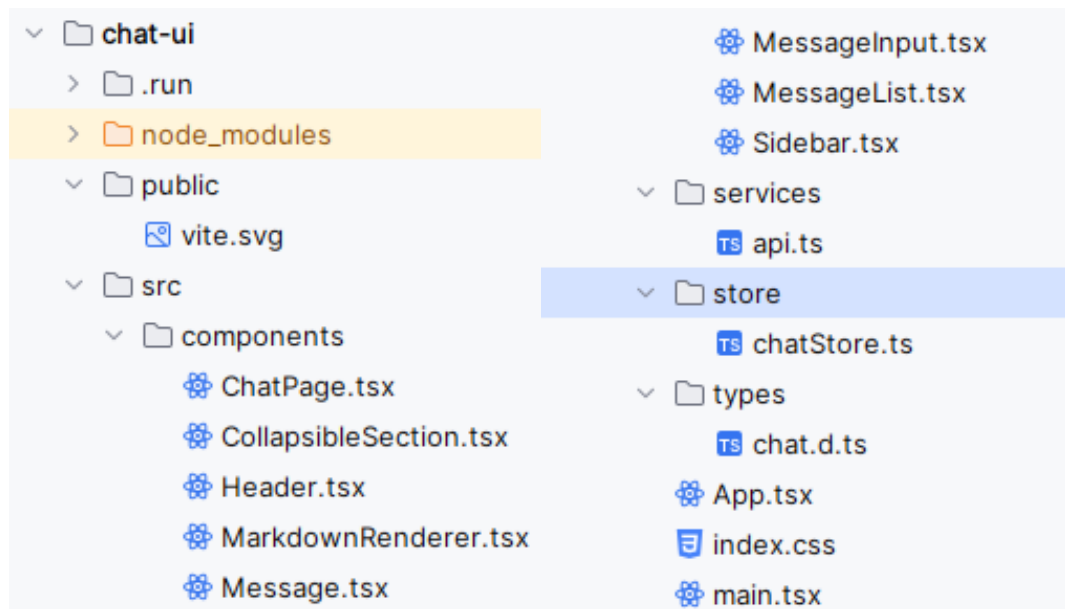 chat-ui
.run
node_modules
public
vite.svg
src
components
ChatPage.tsx
CollapsibleSection.tsx
Header.tsx
MarkdownRenderer.tsx
Message.tsx
MessageInput.tsx
MessageList.tsx
Sidebar.tsx
services
TS api.ts
store
TS chatStore.ts
types
TS chat.d.ts
App.tsx
index.css
main.tsx